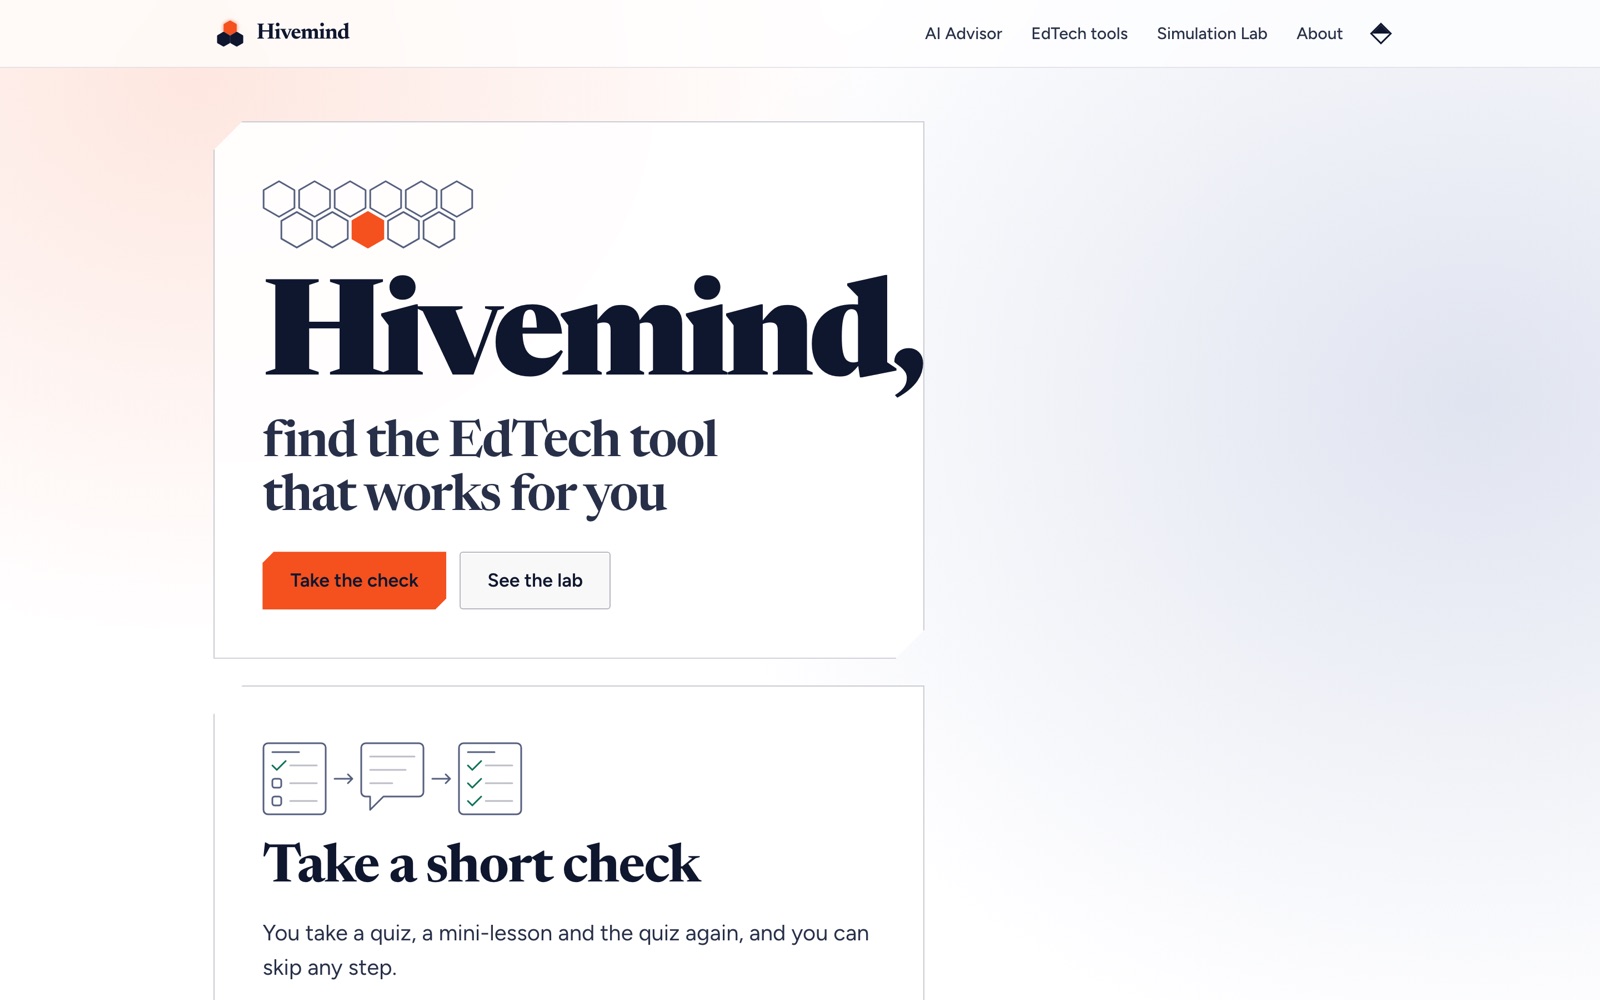 Hivemind
AI Advisor
EdTech tools
Simulation Lab
About
Hivemind,
find the EdTech tool
that works for you
Take the check
See the lab
Take a short check
You take a quiz, a mini-lesson and the quiz again, and you can
skip any step.